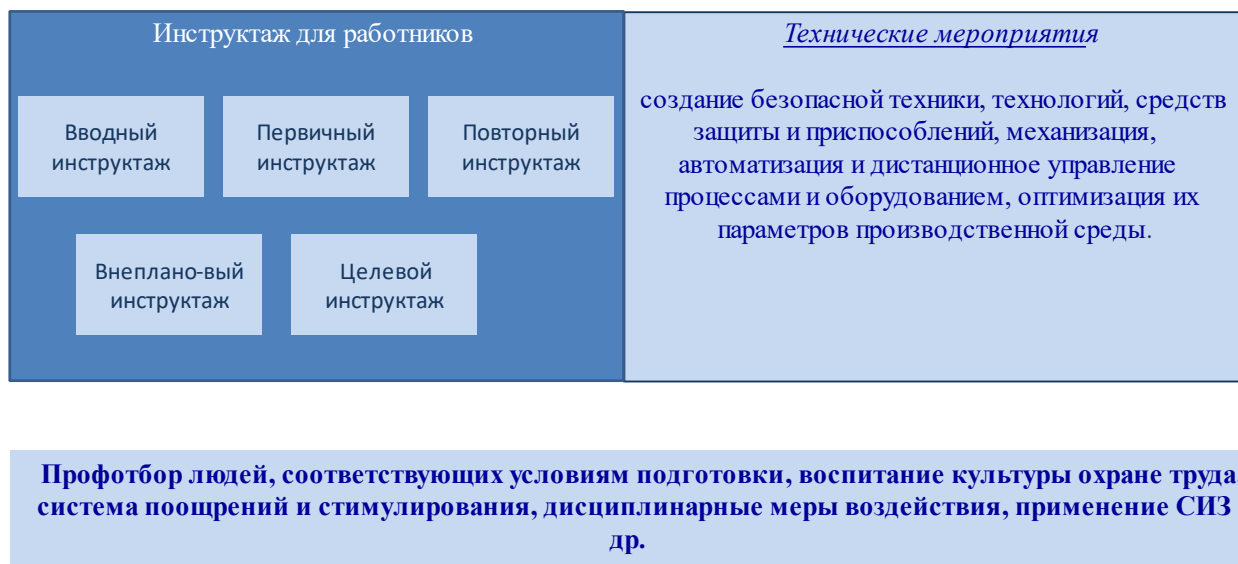 Инструктаж для работников
Вводный
инструктаж
Первичный
инструктаж
Повторный
инструктаж
Внеплано-вый
инструктаж
Целевой
инструктаж
Технические мероприятия
создание безопасной техники, технологий, средств
защиты и приспособлений, механизация,
автоматизация и дистанционное управление
процессами и оборудованием, оптимизация их
параметров производственной среды.
Профотбор людей, соответствующих условиям подготовки, воспитание культуры охране труда,
система поощрений и стимулирования, дисциплинарные меры воздействия, применение СИЗ
др.